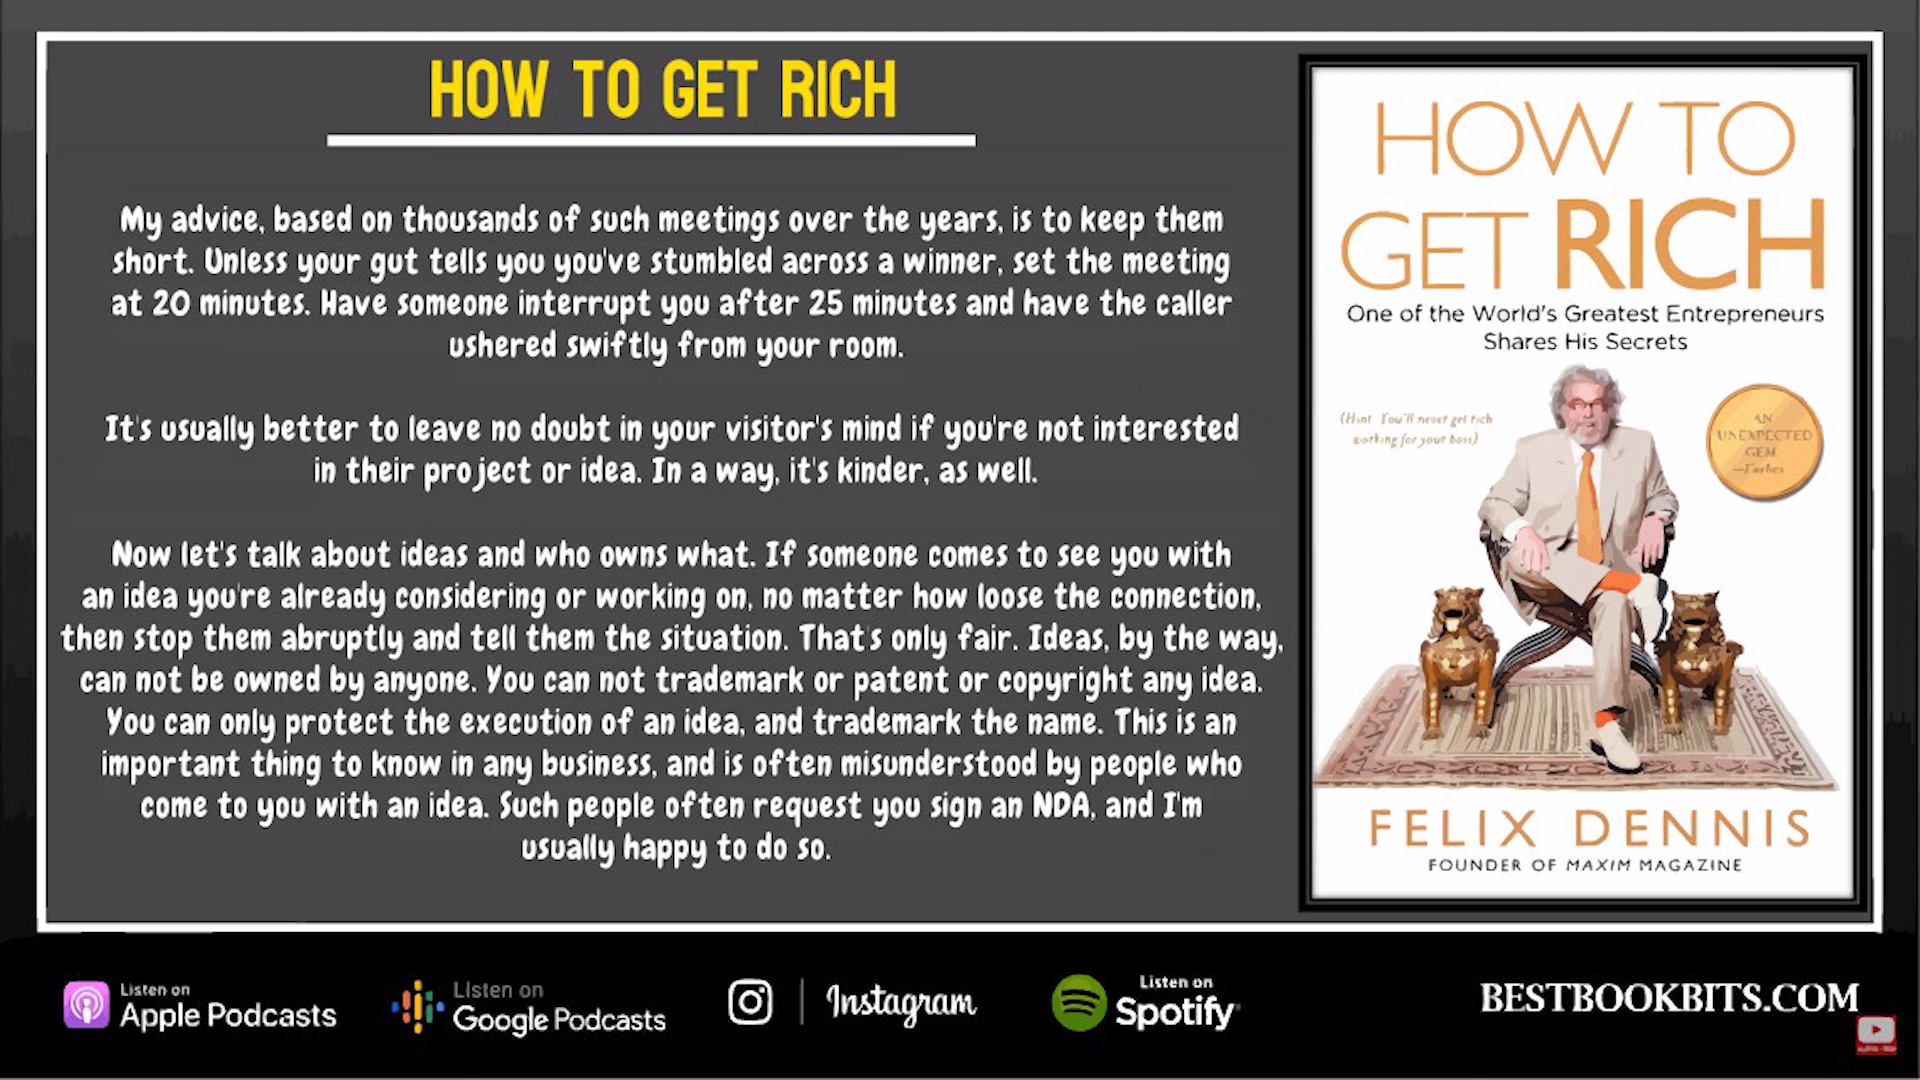 HOW TO GET RICH
My advice, based on thousands of such meetings over the years, is to keep them
short. Unless your gut tells you you've stumbled across a winner, set the meeting
at 20 minutes. Have someone interrupt you after 25 minutes and have the caller
ushered swiftly from your room.
It's usually better to leave no doubt in your visitor's mind if you're not interested
in their project or idea. In a way, it's kinder, as well.
Now let's talk about ideas and who owns what. If someone comes to see you with
an idea you're already considering or working on, no matter how loose the connection,
then stop them abruptly and tell them the situation. That's only fair. Ideas, by the way,
can not be owned by anyone. You can not trademark or patent or copyright any idea.
You can only protect the execution of an idea, and trademark the name. This is an
important thing to know in any business, and is often misunderstood by people who
come to you with an idea. Such people often request you sign an NDA, and I'm
usually happy to do so.
HOW TO
GET RICH
One of the World's Greatest Entrepreneurs
Shares His Secrets
(Hint You'll never get rich
working for your boss)
AN
UNEXPECTED
GEM
—Forbes
FELIX DENNIS
FOUNDER OF MAXIM MAGAZINE
Listen on
Apple Podcasts
Listen on
Google Podcasts
Instagram
Listen on
Spotify
BESTBOOKBITS.COM